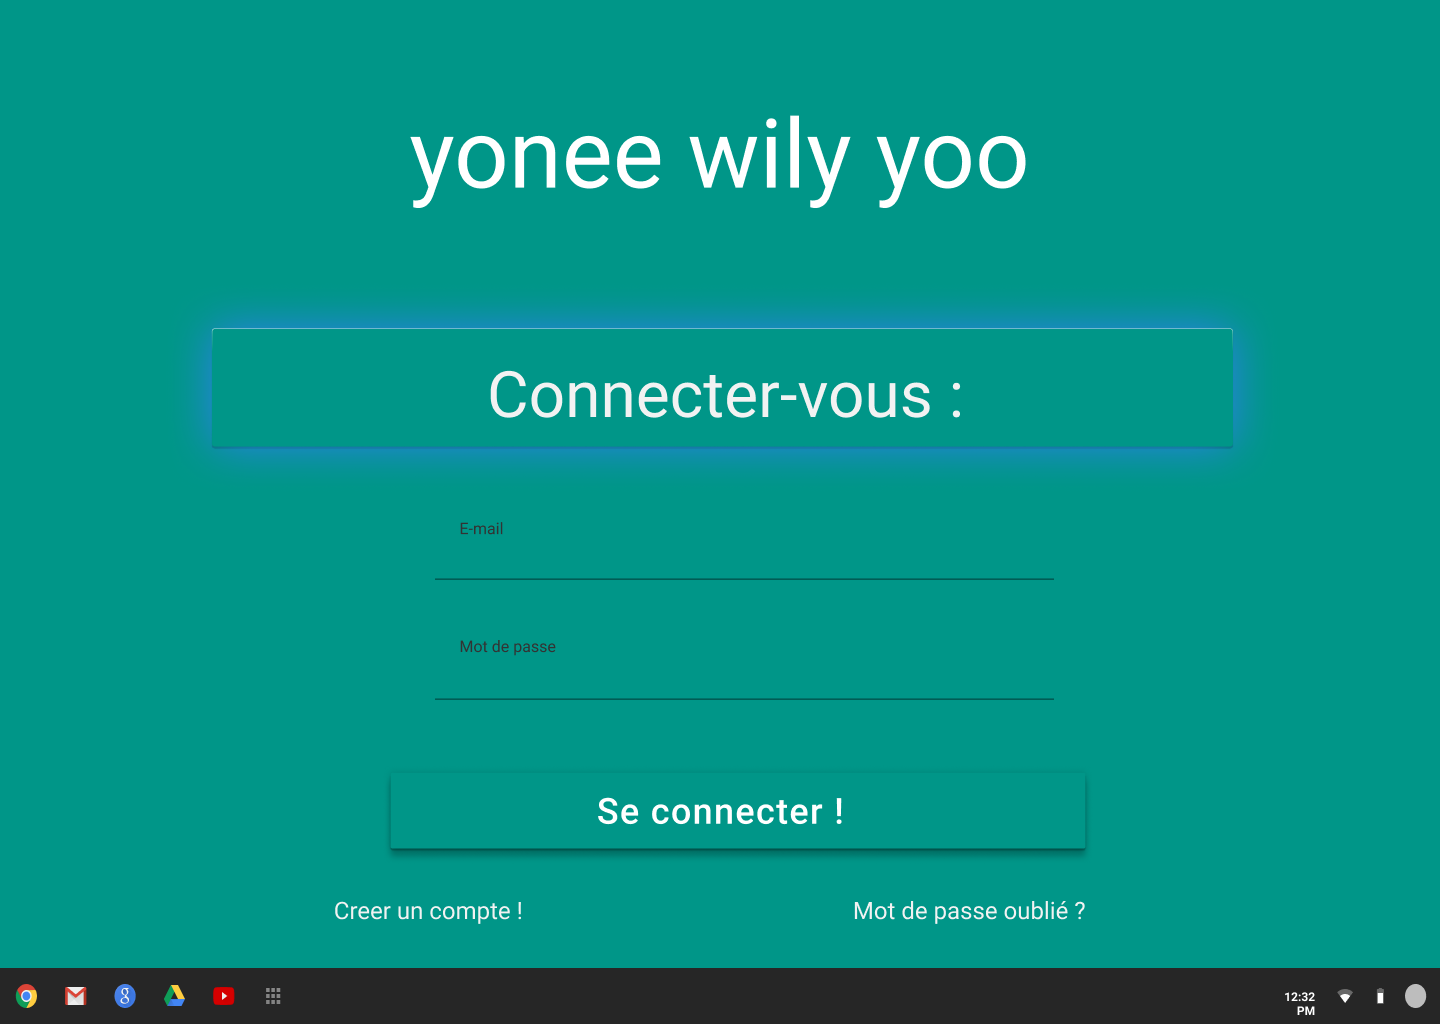 yonee wily yoo
Connecter-vous :
E-mail
Mot de passe
Se connecter !
Creer un compte !
Mot de passe oublié ?
12:32
PM